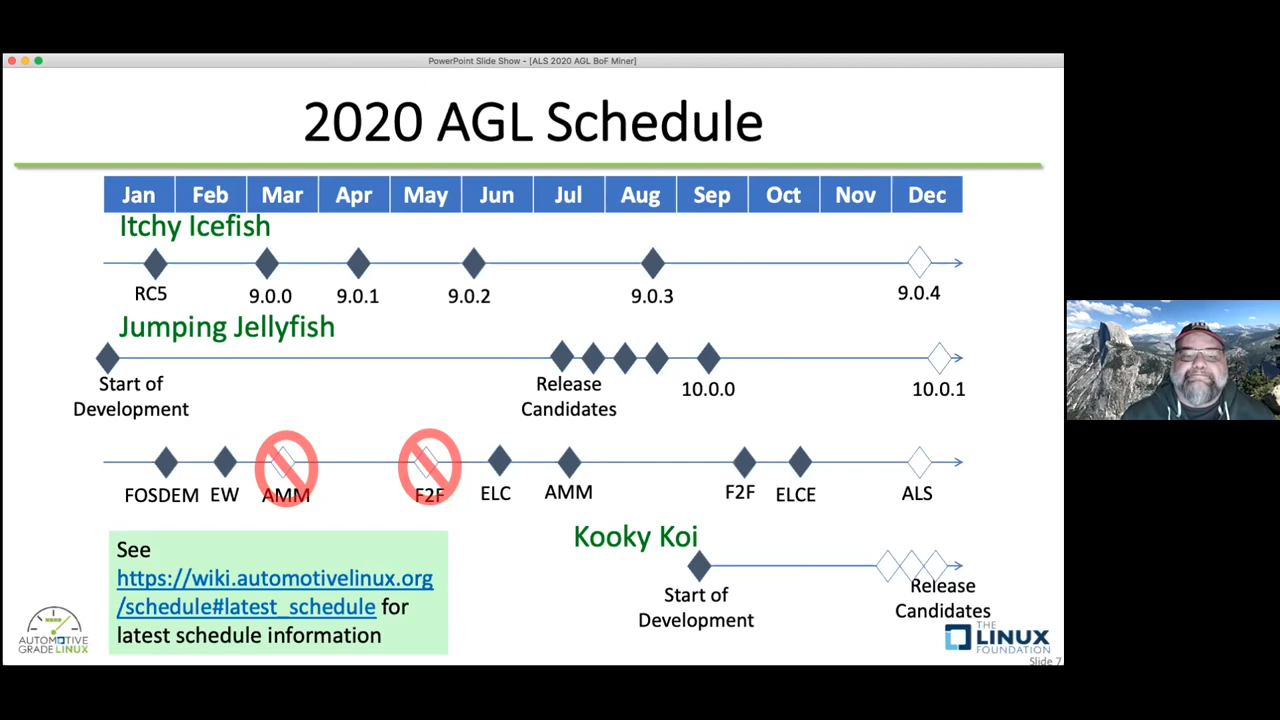 PowerPoint Slide Show - [ALS 2020 AGL BoF Miner]
2020 AGL Schedule
Jan Feb Mar Apr May Jun Jul Aug Sep Oct Nov Dec
Itchy Icefish
RC5 9.0.0 9.0.1 9.0.2 9.0.3 9.0.4
Jumping Jellyfish
Start of
Development
Release
Candidates
10.0.0
10.0.1
FOSDEM EW AMM F2F ELC AMM F2F ELCE ALS
Kooky Koi
Start of
Development
Release
Candidates
See
https://wiki.automotivelinux.org
/schedule#latest_schedule for
latest schedule information
AUTOMOTIVE
GRADELINUX
THE
LINUX
FOUNDATION
Slide 7